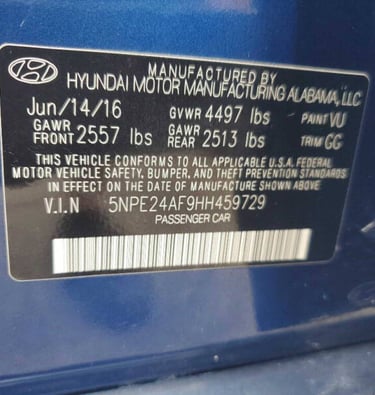 MANUFACTURED BY
HYUNDAI MOTOR MANUFACTURING ALABAMA, LLC
Jun/14/16 GVWR 4497 lbs PAINT VU
GAWR FRONT 2557 lbs GAWR REAR 2513 lbs TRIM GG
THIS VEHICLE CONFORMS TO ALL APPLICABLE U.S.A. FEDERAL
MOTOR VEHICLE SAFETY, BUMPER, AND THEFT PREVENTION STANDARDS
IN EFFECT ON THE DATE OF MANUFACTURE SHOWN ABOVE.
V.I.N 5NPE24AF9HH459729
PASSENGER CAR